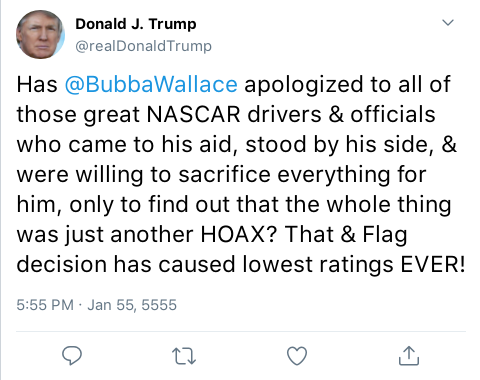 Donald J. Trump
@realDonaldTrump
Has @BubbaWallace apologized to all of
those great NASCAR drivers & officials
who came to his aid, stood by his side, &
were willing to sacrifice everything for
him, only to find out that the whole thing
was just another HOAX? That & Flag
decision has caused lowest ratings EVER!
5:55 PM · Jan 55, 5555